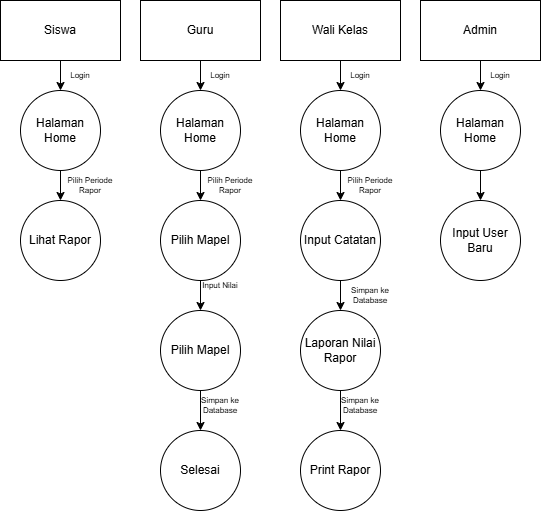 Siswa
Guru
Wali Kelas
Admin
Login
Login
Login
Login
Halaman
Home
Halaman
Home
Halaman
Home
Halaman
Home
Pilih Periode
Rapor
Pilih Periode
Rapor
Pilih Periode
Rapor
Lihat Rapor
Pilih Mapel
Input Catatan
Input User
Baru
Input Nilai
Simpan ke
Database
Pilih Mapel
Laporan Nilai
Rapor
Simpan ke
Database
Simpan ke
Database
Selesai
Print Rapor